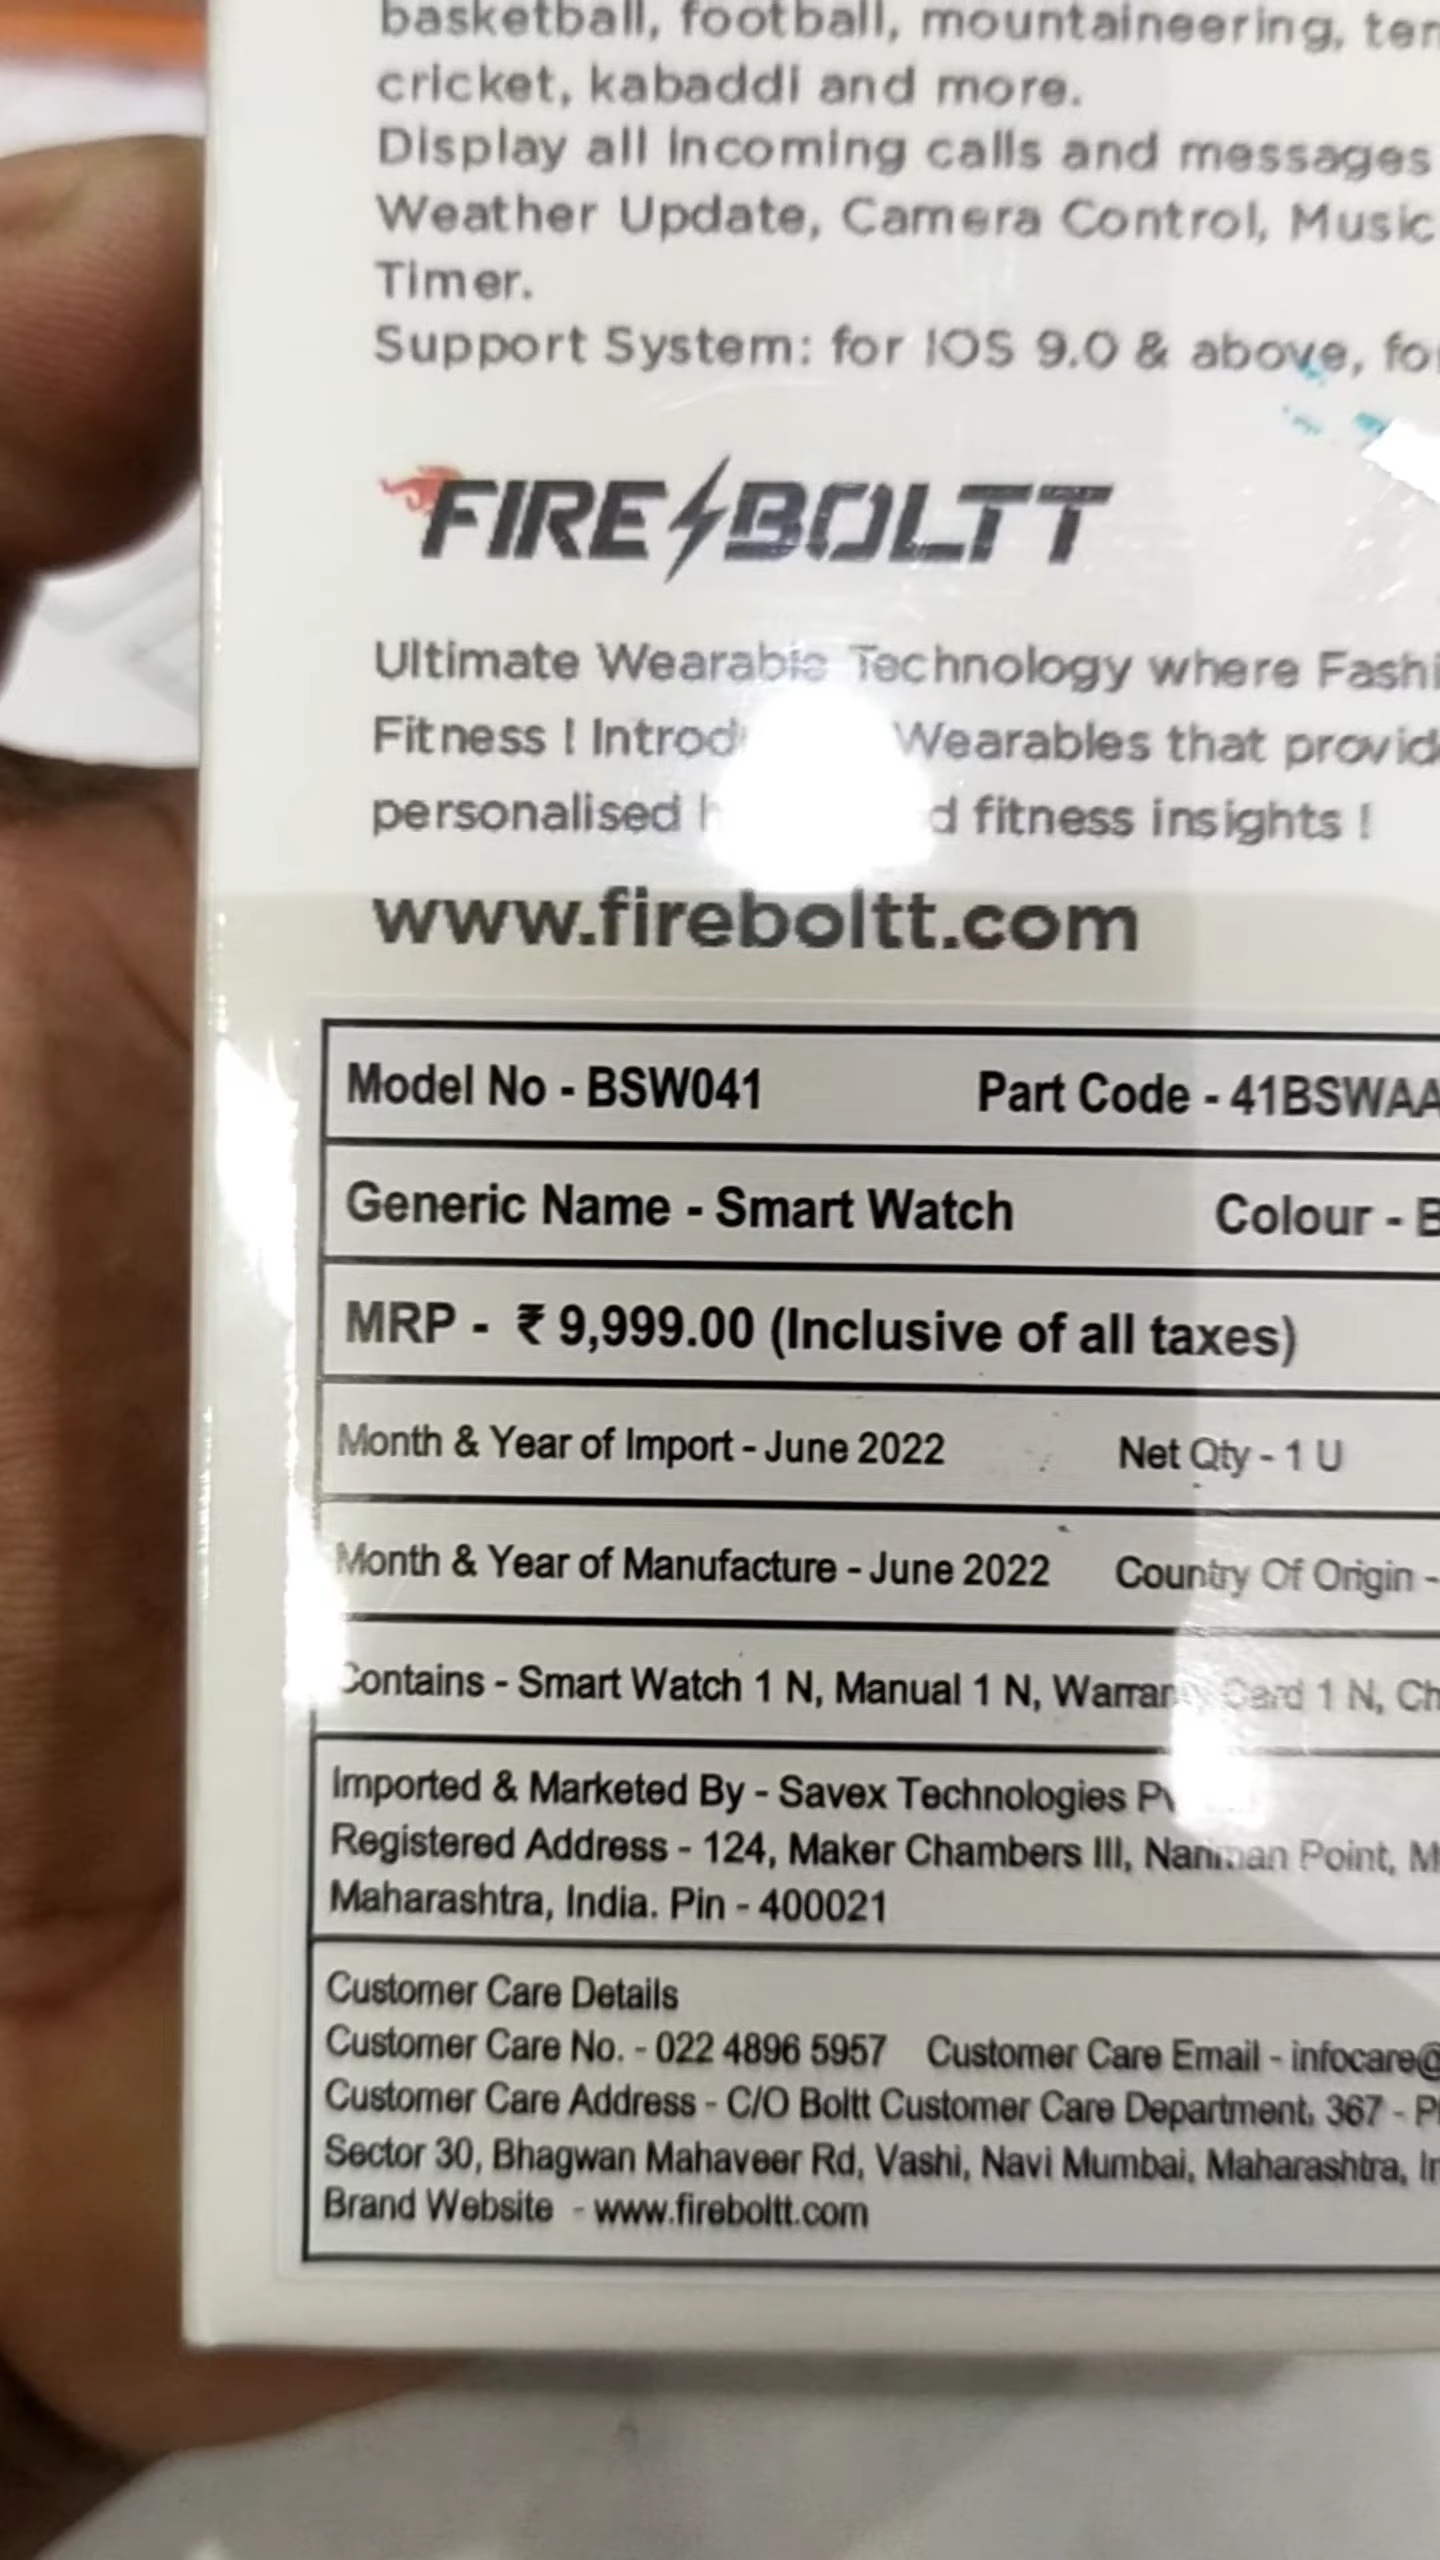 basketball, football, mountaineering,
cricket, kabaddi and more.
Display all Incoming calls and messages
Weather Update, Camera Control, Music
Timer.
Support System: for IOS 9.0 & above,
FIRE BOLTT
Ultimate Wearable Technology where
Fitness ! Wearables that
personalised fitness insights !
www.fireboltt.com
Model No - BSW041 Part Code - 41BSWAA
Generic Name - Smart Watch Colour -
MRP - ₹ 9,999.00 (Inclusive of all taxes)
Month & Year of Import - June 2022 Net Qty - 1 U
Month & Year of Manufacture - June 2022 Country Of Origin -
Contains - Smart Watch 1 N, Manual 1 N, Card 1 N,
Imported & Marketed By - Savex Technologies
Registered Address - 124, Maker Chambers III, Point,
Maharashtra, India. Pin - 400021
Customer Care Details
Customer Care No. - 022 4896 5957 Customer Care Email - infocare@
Customer Care Address - C/O Boltt Customer Care Department, 367 -
Sector 30, Bhagwan Mahaveer Rd, Vashi, Navi Mumbai, Maharashtra,
Brand Website - www.fireboltt.com